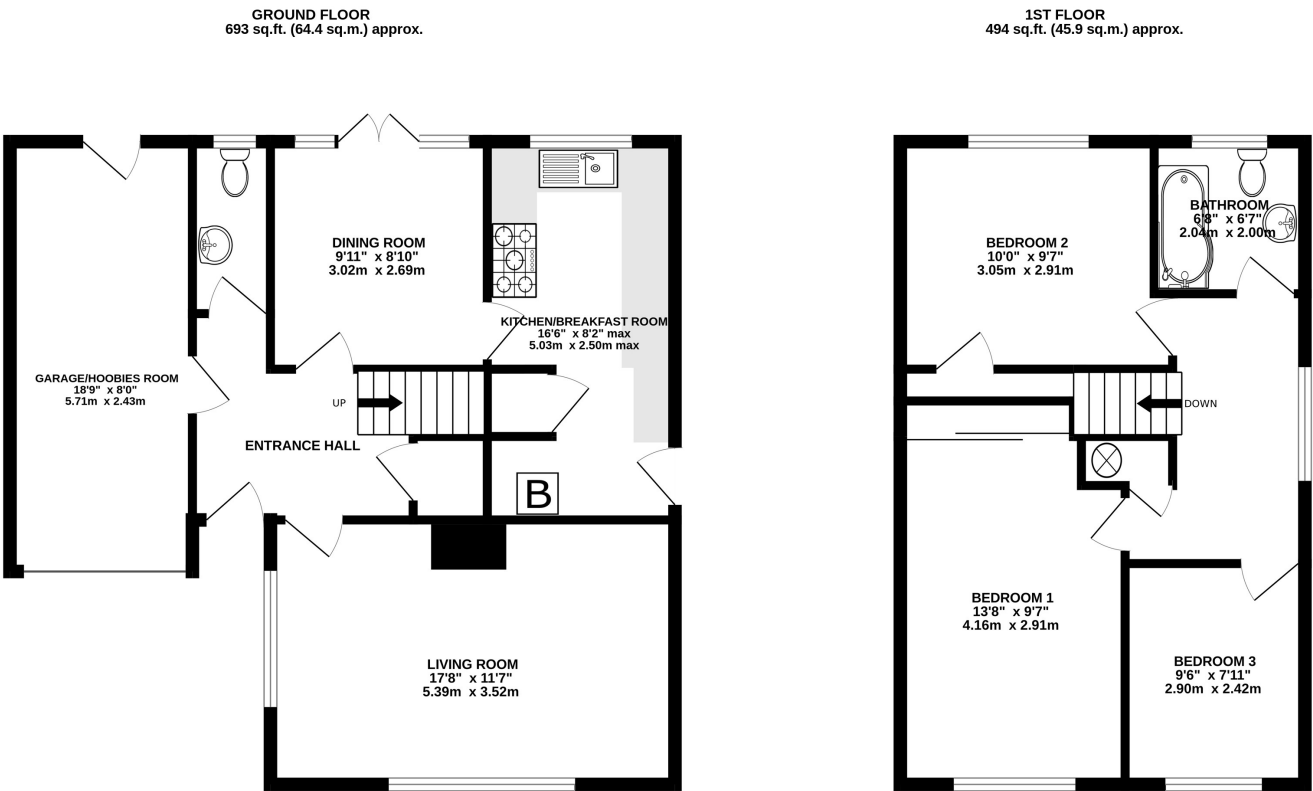 GROUND FLOOR
693 sq.ft. (64.4 sq.m.) approx.
1ST FLOOR
494 sq.ft. (45.9 sq.m.) approx.
DINING ROOM
9'11" x 8'10"
3.02m x 2.69m
KITCHEN/BREAKFAST ROOM
16'6" x 8'2" max
5.03m x 2.50m max
GARAGE/HOOBIES ROOM
18'9" x 8'0"
5.71m x 2.43m
UP
ENTRANCE HALL
B
LIVING ROOM
17'8" x 11'7"
5.39m x 3.52m
BATHROOM
6'8" x 6'7"
2.04m x 2.00m
BEDROOM 2
10'0" x 9'7"
3.05m x 2.91m
DOWN
BEDROOM 1
13'8" x 9'7"
4.16m x 2.91m
BEDROOM 3
9'6" x 7'11"
2.90m x 2.42m